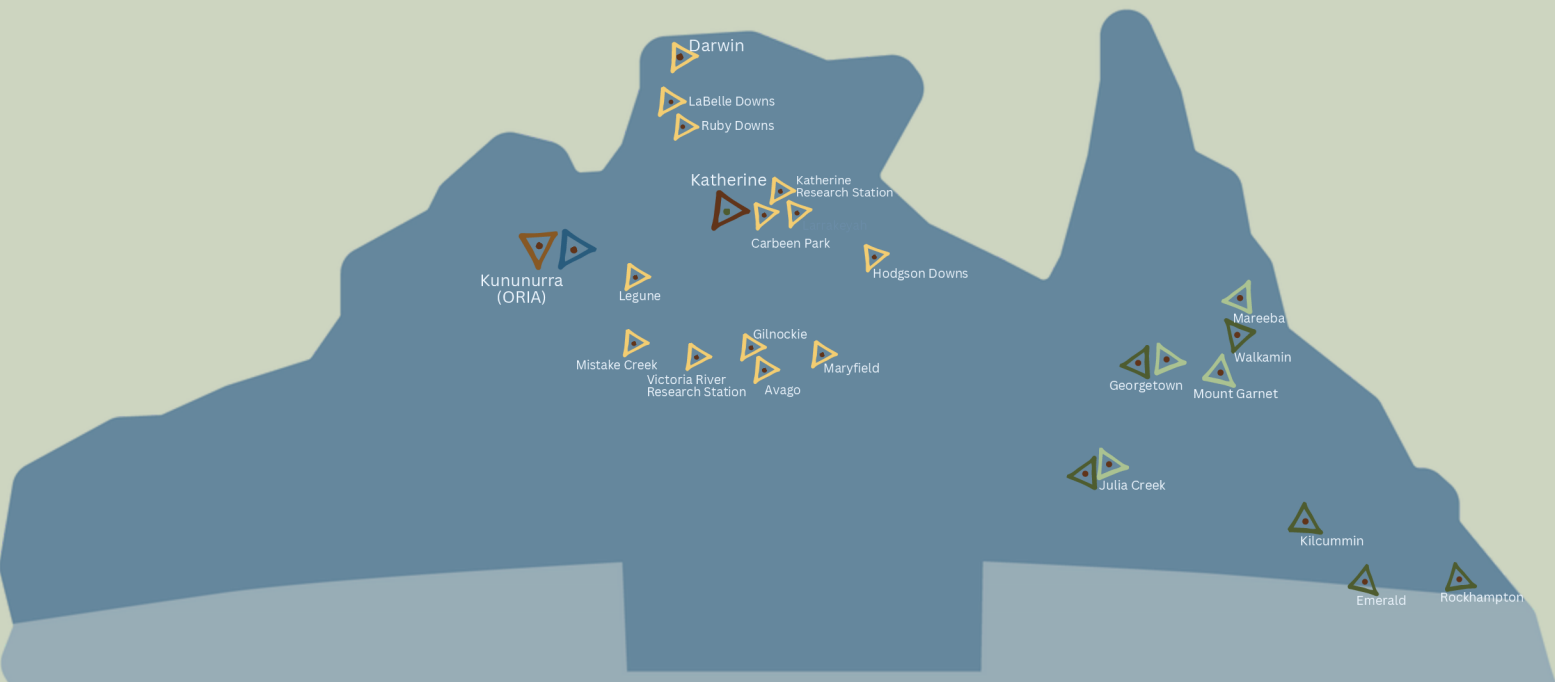 Darwin
LaBelle Downs
Ruby Downs
Katherine
Katherine
Research Station
Carbeen Park
Hodgson Downs
Kununurra
(ORIA)
Legune
Mistake Creek
Victoria River
Research Station
Gilnockie
Avago
Maryfield
Mareeba
Walkamin
Georgetown
Mount Garnet
Julia Creek
Kilcummin
Emerald
Rockhampton